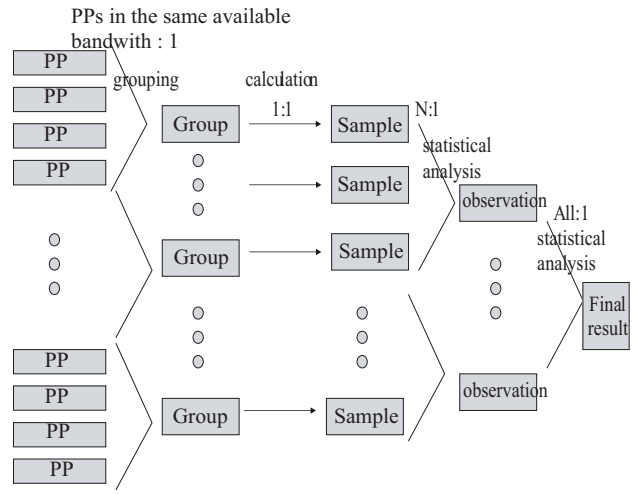 PPs in the same available
bandwith : 1
PP
PP
PP
PP
PP
PP
PP
PP
grouping
Group
Group
Group
calculation
1:1
Sample
Sample
Sample
Sample
N:1
statistical
analysis
observation
observation
All:1
statistical
analysis
Final
result